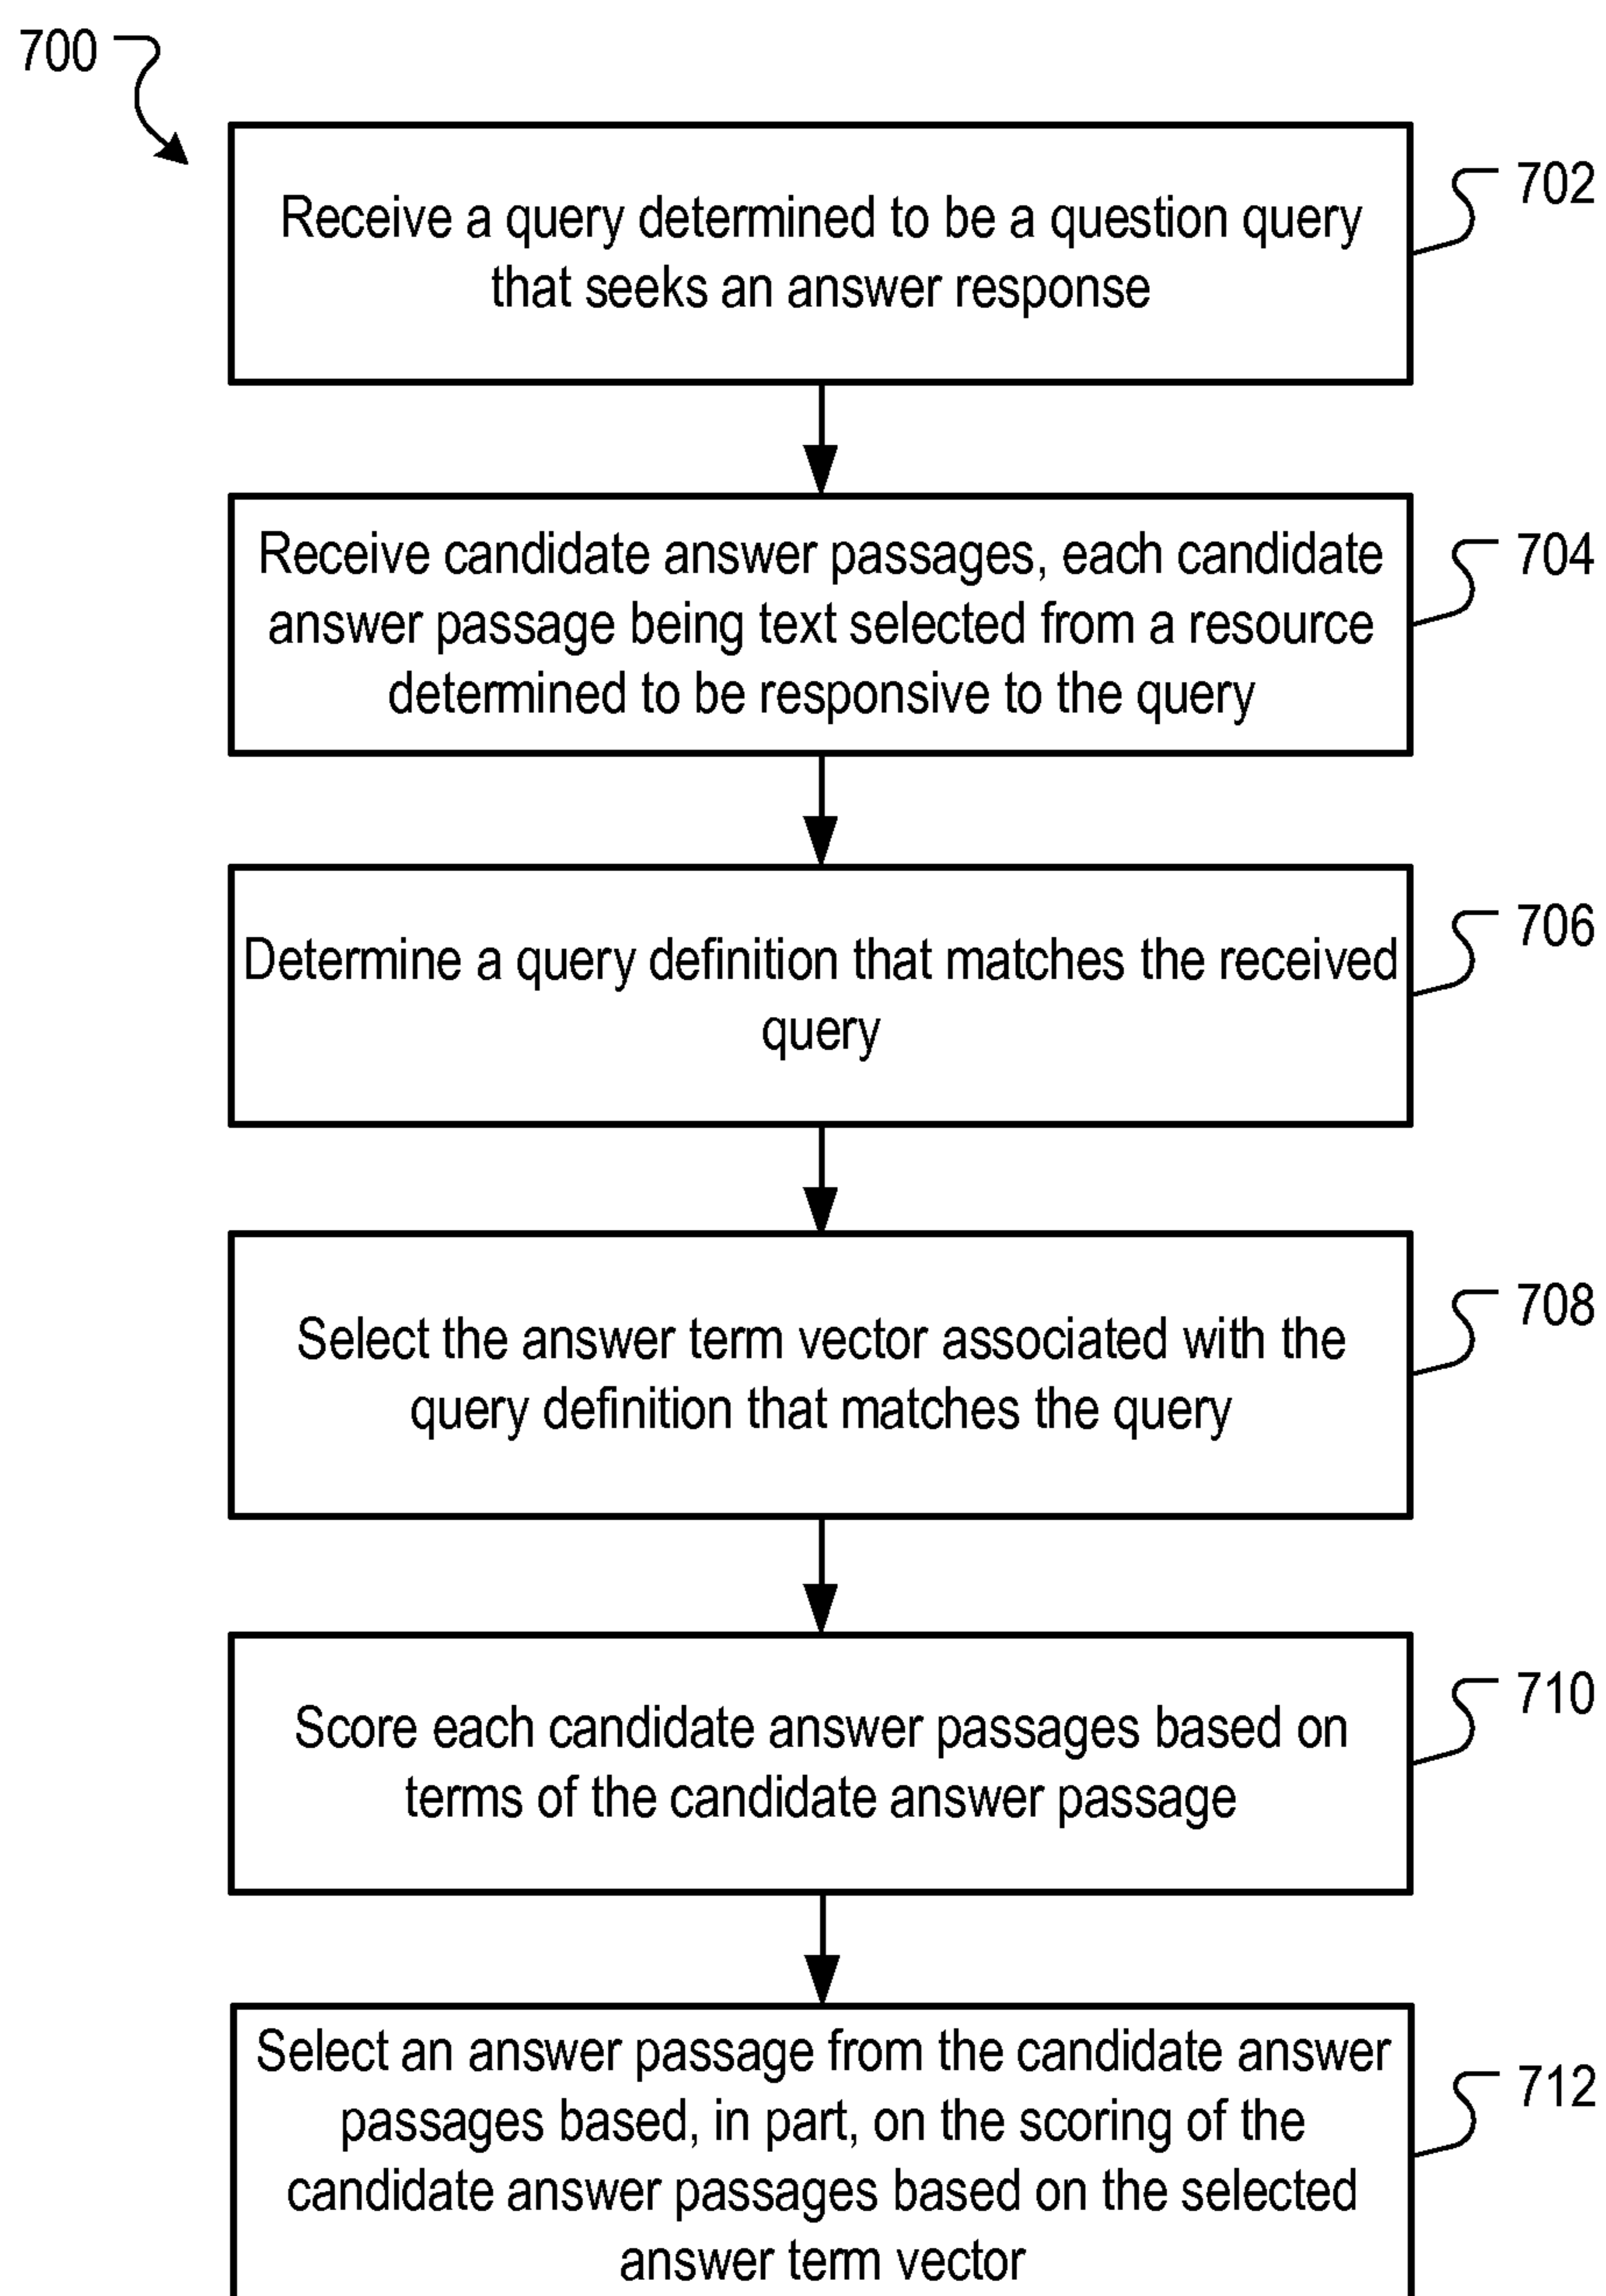 700
702
Receive a query determined to be a question query
that seeks an answer response
704
Receive candidate answer passages, each candidate
answer passage being text selected from a resource
determined to be responsive to the query
706
Determine a query definition that matches the received
query
708
Select the answer term vector associated with the
query definition that matches the query
710
Score each candidate answer passages based on
terms of the candidate answer passage
712
Select an answer passage from the candidate answer
passages based, in part, on the scoring of the
candidate answer passages based on the selected
answer term vector